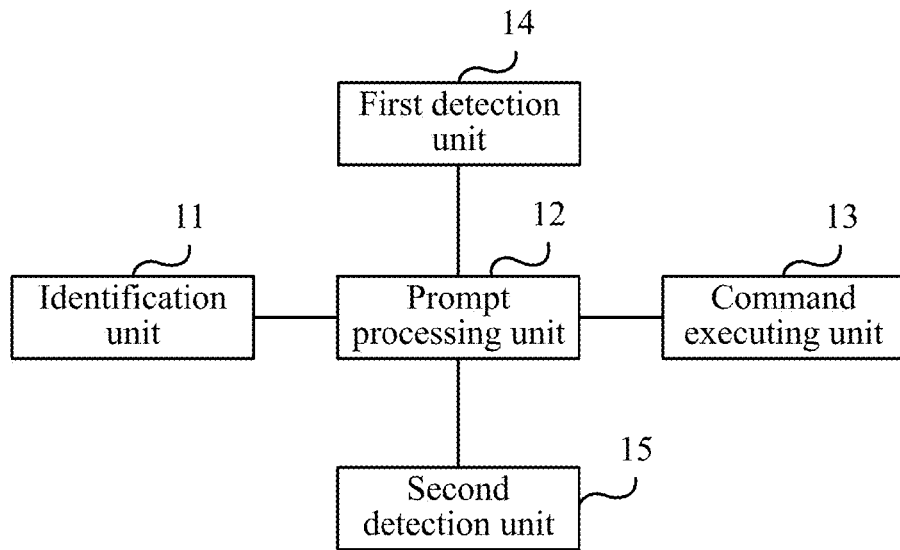 14
First detection
unit
11
12
13
Identification
unit
Prompt
processing unit
Command
executing unit
15
Second
detection unit